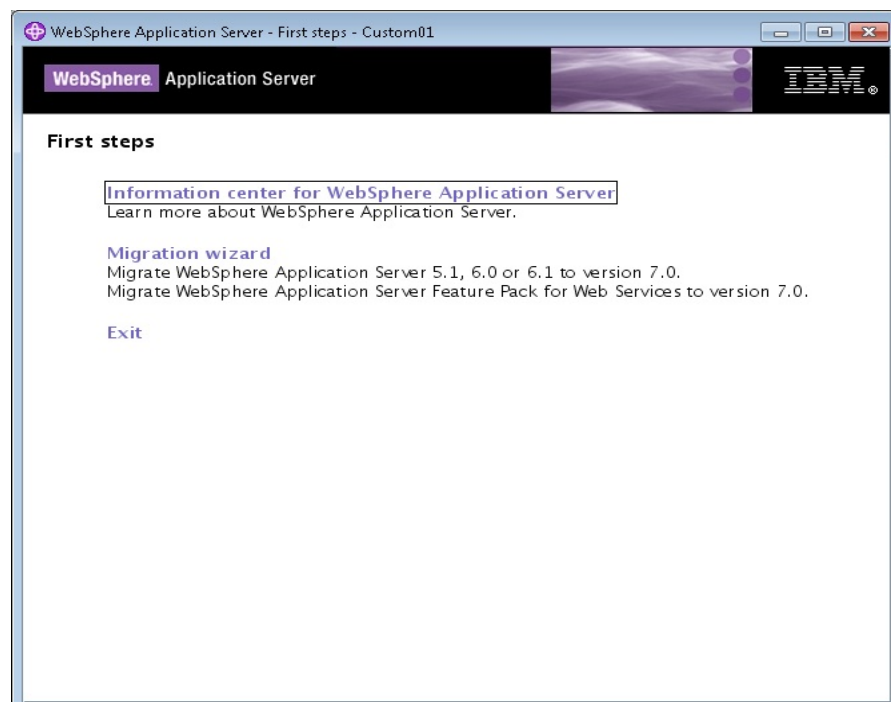 WebSphere Application Server - First steps - Custom01
WebSphere. Application Server
IBM®
First steps
Information center for WebSphere Application Server
Learn more about WebSphere Application Server.
Migration wizard
Migrate WebSphere Application Server 5.1, 6.0 or 6.1 to version 7.0.
Migrate WebSphere Application Server Feature Pack for Web Services to version 7.0.
Exit